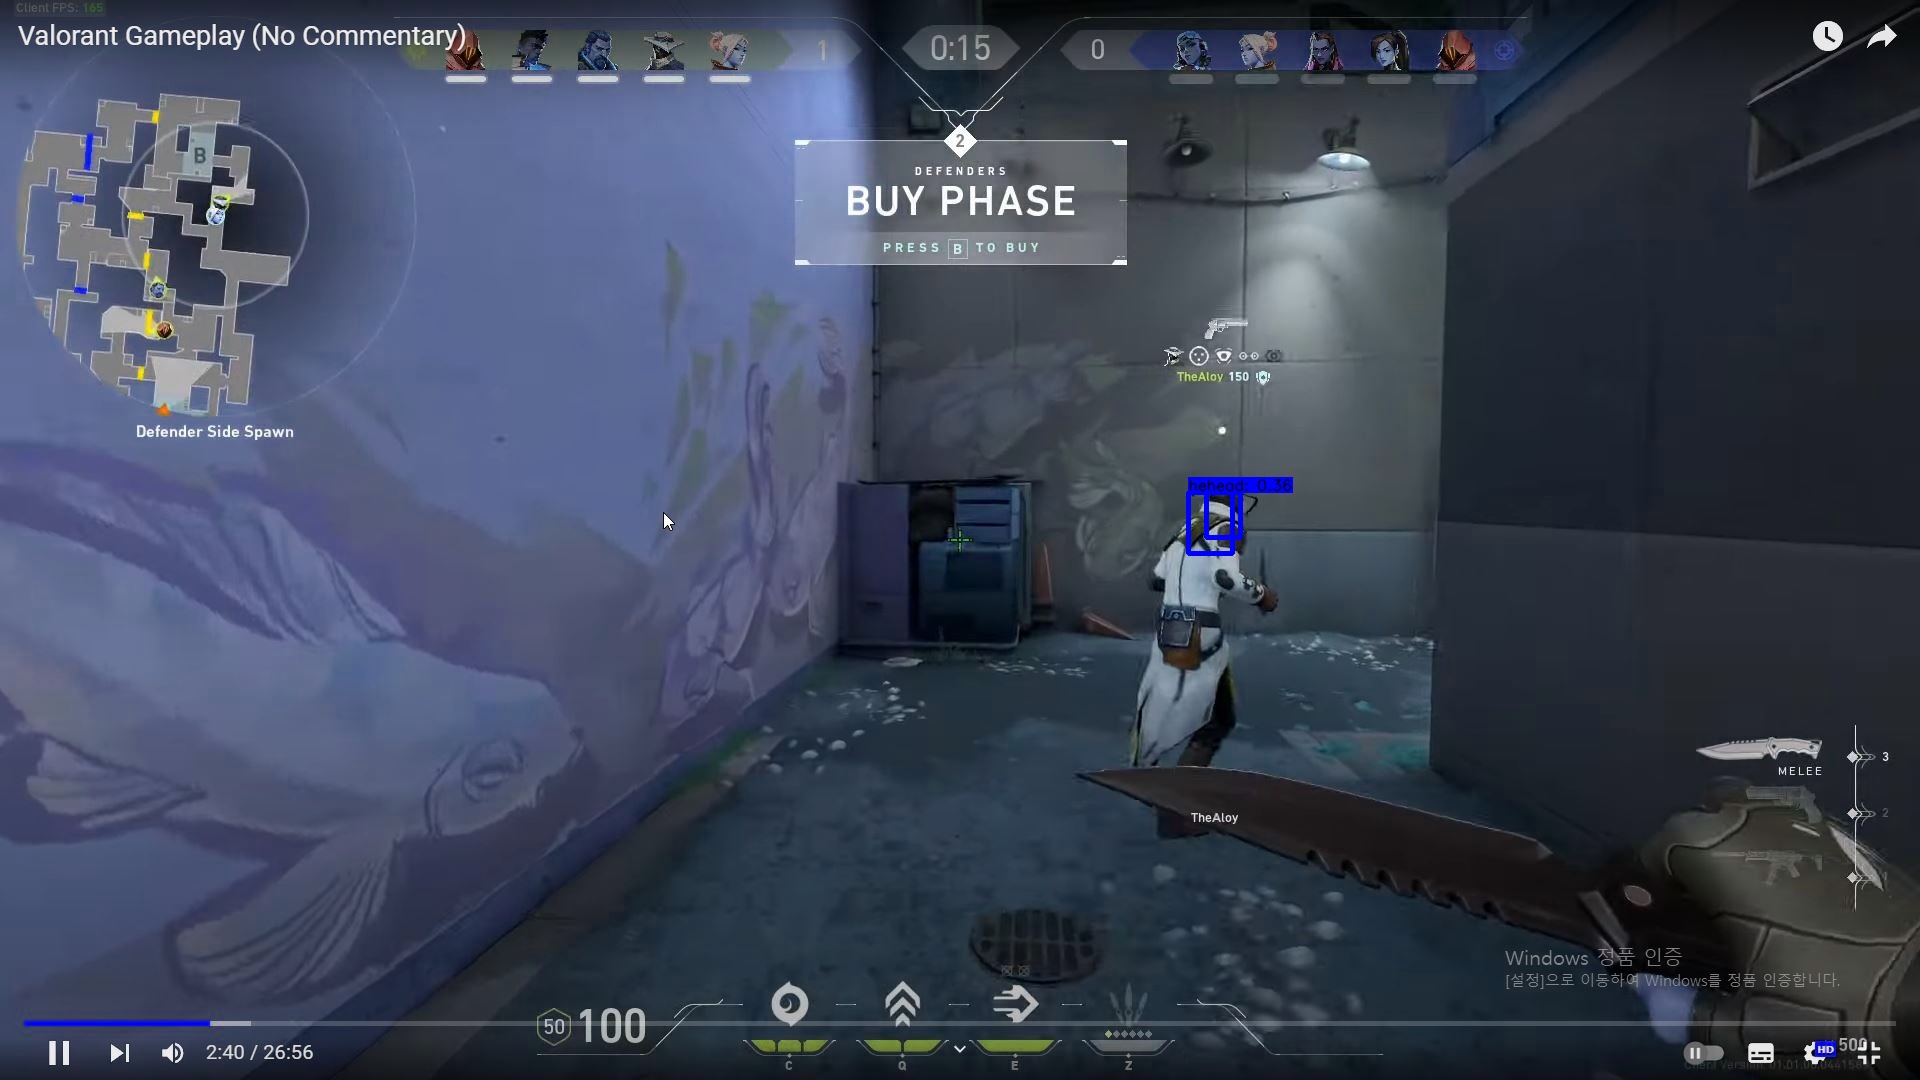 Client FPS: 165
Valorant Gameplay (No Commentary)
1
0:15
0
2
DEFENDERS
BUY PHASE
PRESS B TO BUY
B
Defender Side Spawn
TheAloy 150
0.36
3
MELEE
2
TheAloy
Windows 정품 인증
[설정]으로 이동하여 Windows를 정품 인증합니다.
50 100
C
Q
E
Z
2:40 / 26:56
HD
500